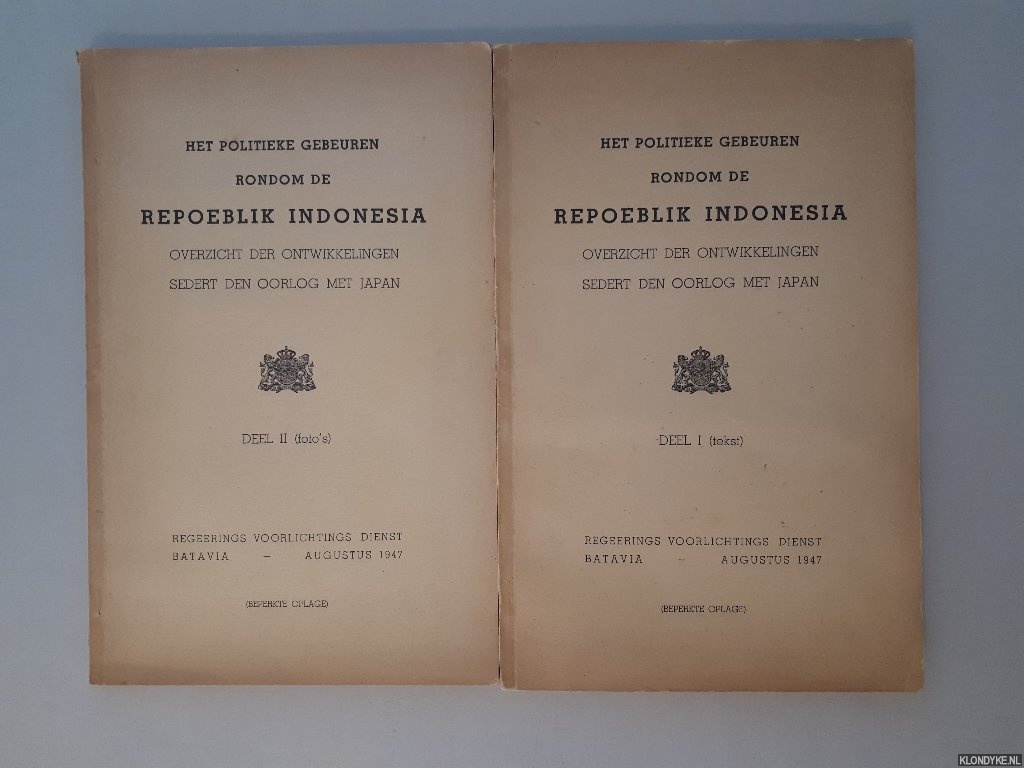 HET POLITIEKE GEBEUREN
RONDOM DE
REPOEBLIK INDONESIA
OVERZICHT DER ONTWIKKELINGEN
SEDERT DEN OORLOG MET JAPAN
DEEL II (foto's)
REGEERINGS VOORLICHTINGS DIENST
BATAVIA – AUGUSTUS 1947
(BEPERKTE OPLAGE)
HET POLITIEKE GEBEUREN
RONDOM DE
REPOEBLIK INDONESIA
OVERZICHT DER ONTWIKKELINGEN
SEDERT DEN OORLOG MET JAPAN
DEEL I (tekst)
REGEERINGS VOORLICHTINGS DIENST
BATAVIA – AUGUSTUS 1947
(BEPERKTE OPLAGE)
KLONDYKE.NL